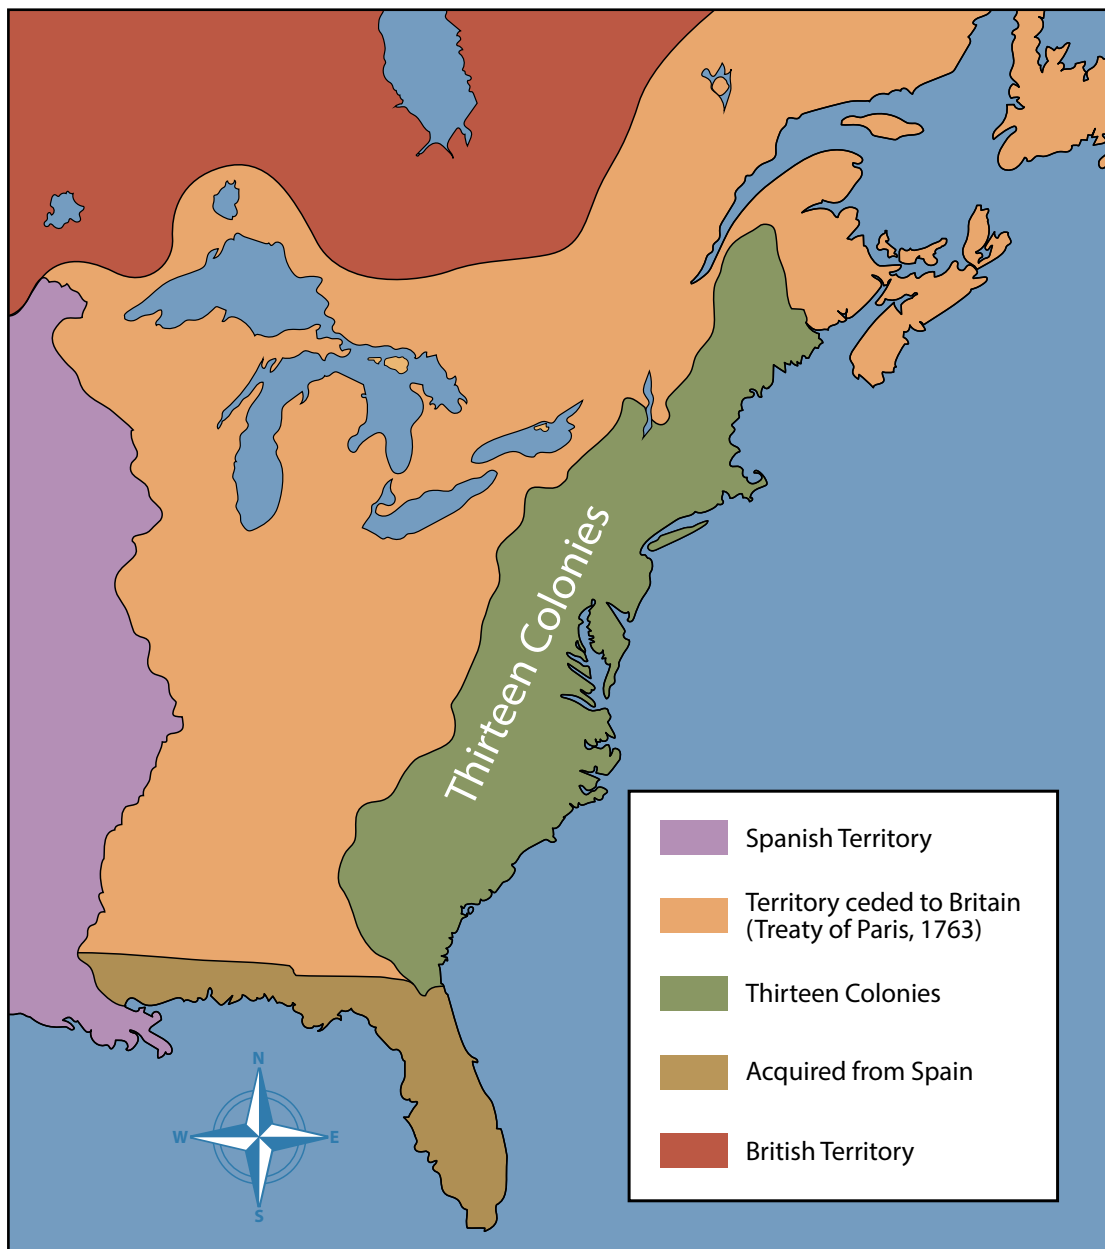 Thirteen Colonies
Spanish Territory
Territory ceded to Britain
(Treaty of Paris, 1763)
Thirteen Colonies
Acquired from Spain
British Territory
N
W
E
S